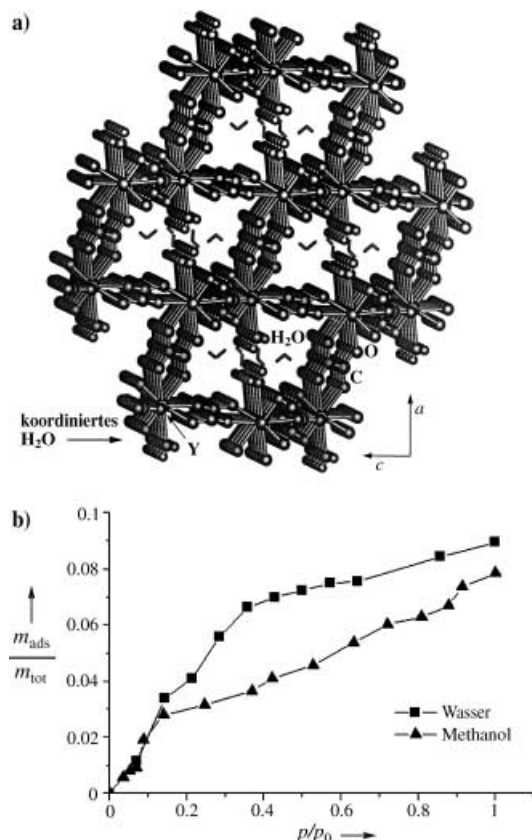 a)
H₂O
O
C
koordiniertes
H₂O
Y
a
c
b)
0.1
0.08
0.06
0.04
0.02
0
m_ads
m_tot
Wasser
Methanol
0
0.2
0.4
0.6
0.8
1
p/p₀